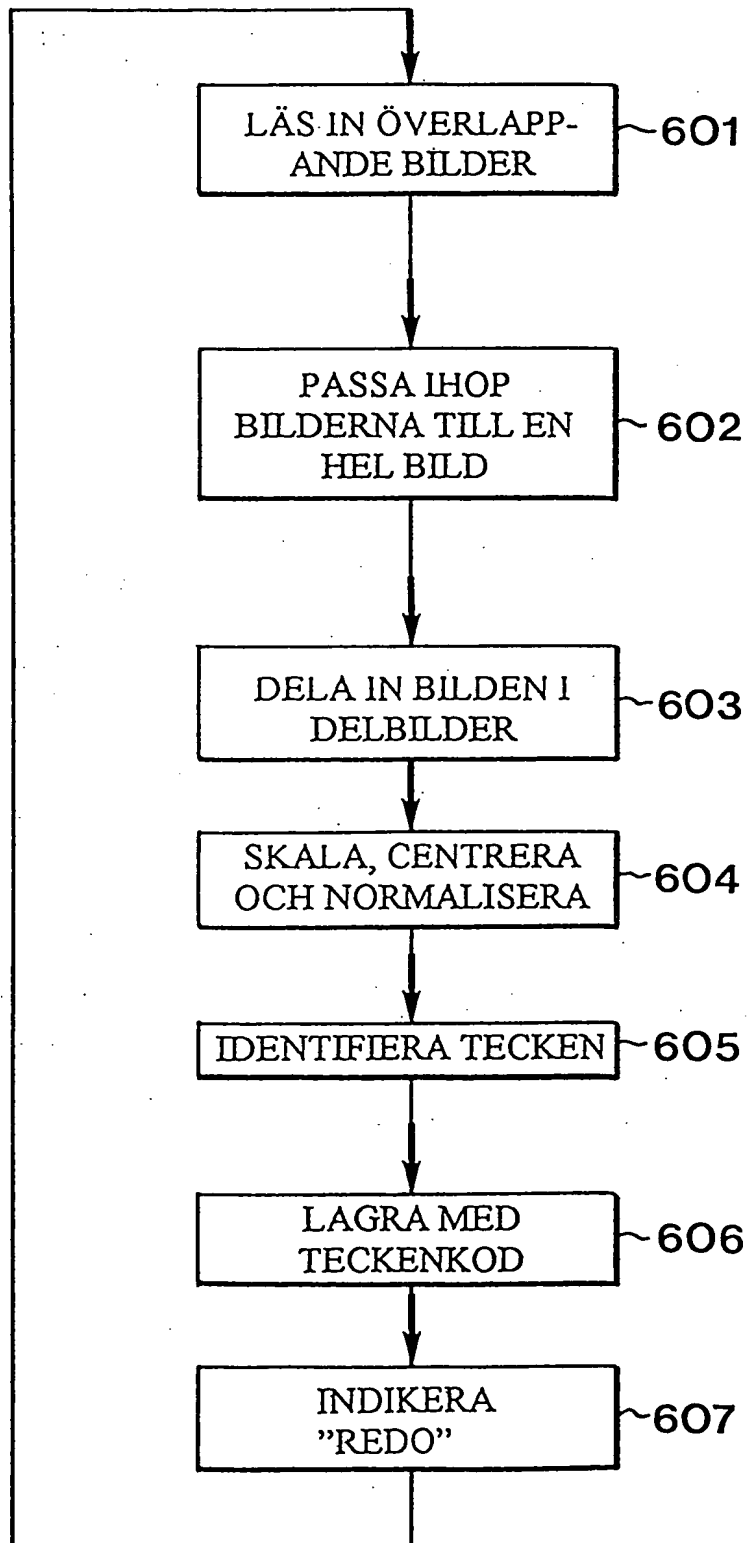 LÄS IN ÖVERLAPP-
ANDE BILDER
601
PASSA IHOP
BILDERNA TILL EN
HEL BILD
602
DELA IN BILDEN I
DELBILDER
603
SKALA, CENTRERA
OCH NORMALISERA
604
IDENTIFIERA TECKEN
605
LAGRA MED
TECKENKOD
606
INDIKERA
”REDO”
607